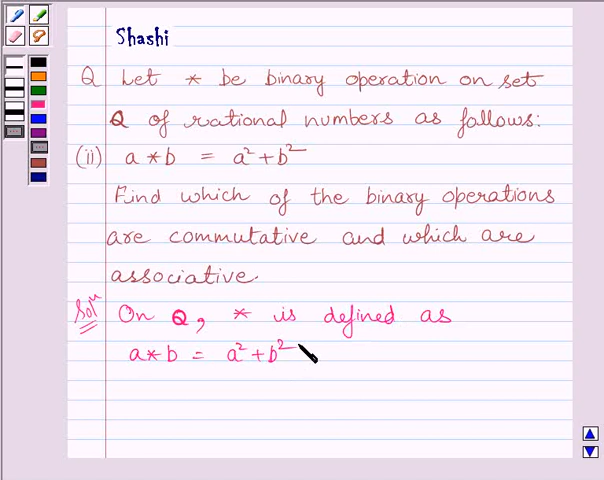 Shashi
Q Let * be binary operation on set
Q of rational numbers as follows:
(ii) a * b = a² + b²
Find which of the binary operations
are commutative and which are
associative.
Solⁿ On Q, * is defined as
a * b = a² + b²